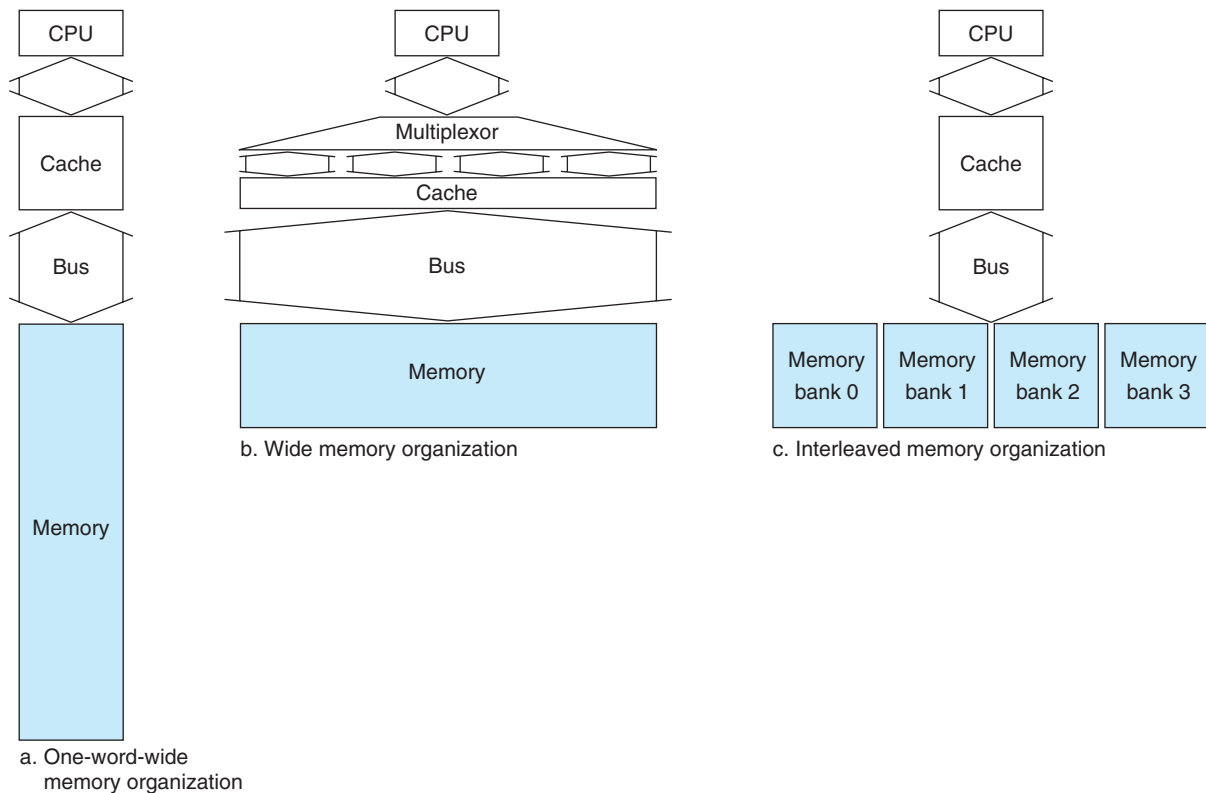 CPU
Cache
Bus
Memory
a. One-word-wide
memory organization
CPU
Multiplexor
Cache
Bus
Memory
b. Wide memory organization
CPU
Cache
Bus
Memory
bank 0
Memory
bank 1
Memory
bank 2
Memory
bank 3
c. Interleaved memory organization